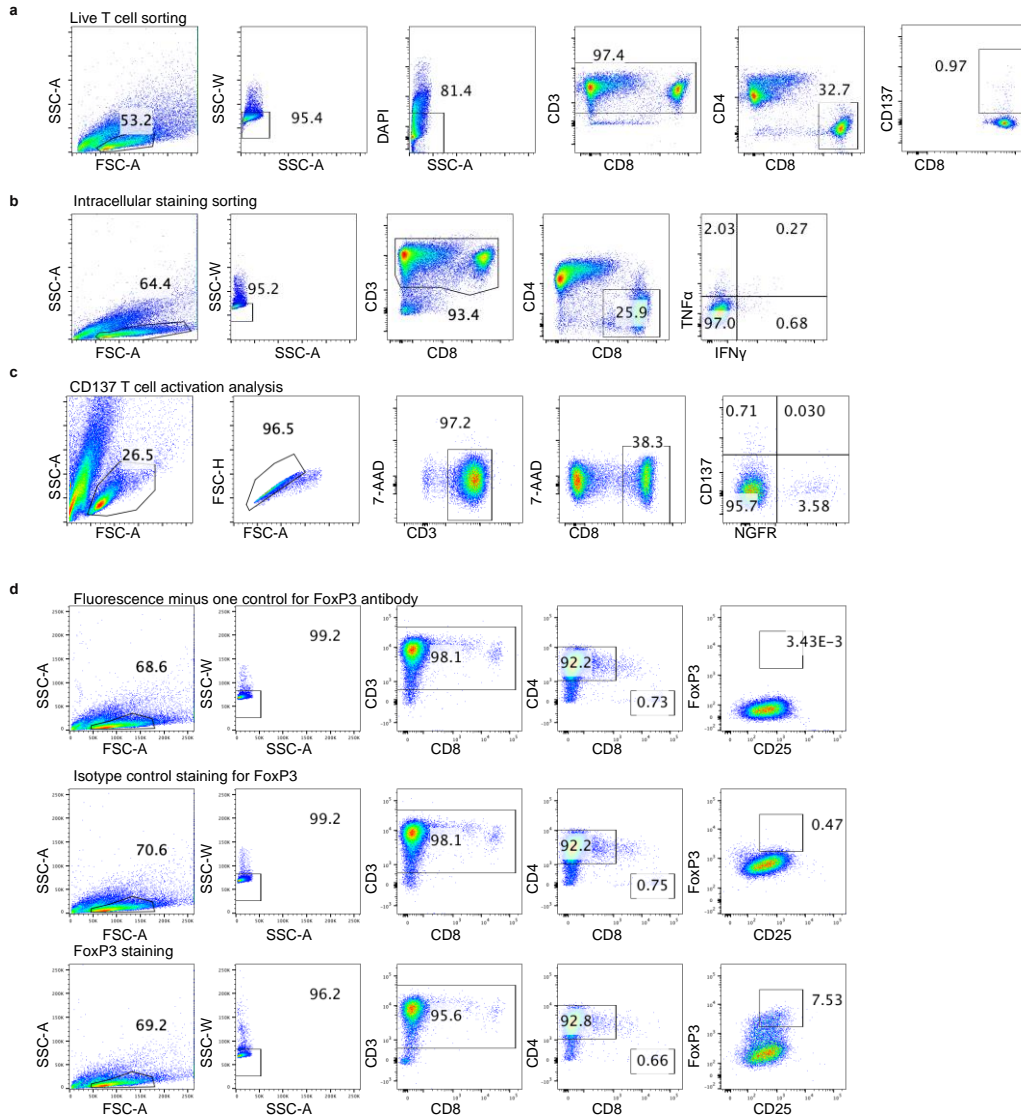 a
Live T cell sorting
SSC-A
53.2
FSC-A
SSC-W
95.4
SSC-A
DAPI
81.4
SSC-A
CD3
97.4
CD8
CD4
32.7
CD8
CD137
0.97
CD8
b
Intracellular staining sorting
SSC-A
64.4
FSC-A
SSC-W
95.2
SSC-A
CD3
93.4
CD8
CD4
25.9
CD8
TNFα
2.03
0.27
97.0
0.68
IFNγ
c
CD137 T cell activation analysis
SSC-A
26.5
FSC-A
FSC-H
96.5
FSC-A
7-AAD
97.2
CD3
7-AAD
38.3
CD8
CD137
0.71
0.030
95.7
3.58
NGFR
d
Fluorescence minus one control for FoxP3 antibody
SSC-A
68.6
FSC-A
SSC-W
99.2
SSC-A
CD3
98.1
CD8
CD4
92.2
0.73
CD8
FoxP3
3.43E-3
CD25
Isotype control staining for FoxP3
SSC-A
70.6
FSC-A
SSC-W
99.2
SSC-A
CD3
98.1
CD8
CD4
92.2
0.75
CD8
FoxP3
0.47
CD25
FoxP3 staining
SSC-A
69.2
FSC-A
SSC-W
96.2
SSC-A
CD3
95.6
CD8
CD4
92.8
0.66
CD8
FoxP3
7.53
CD25